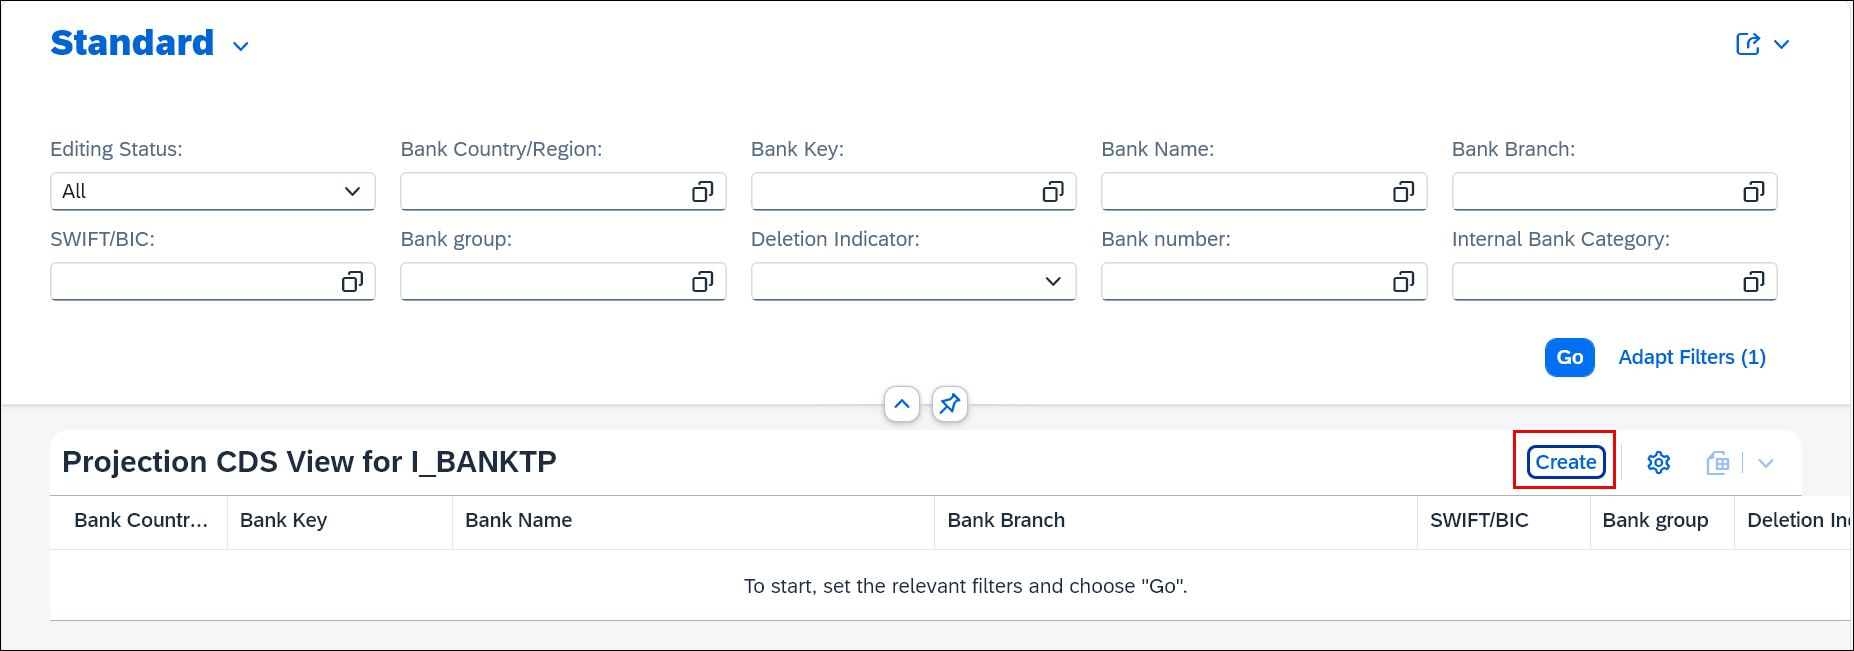 Standard
Editing Status: Bank Country/Region: Bank Key: Bank Name: Bank Branch:
All
SWIFT/BIC: Bank group: Deletion Indicator: Bank number: Internal Bank Category:
Go Adapt Filters (1)
Projection CDS View for I_BANKTP Create
Bank Countr... Bank Key Bank Name Bank Branch SWIFT/BIC Bank group Deletion In
To start, set the relevant filters and choose "Go".